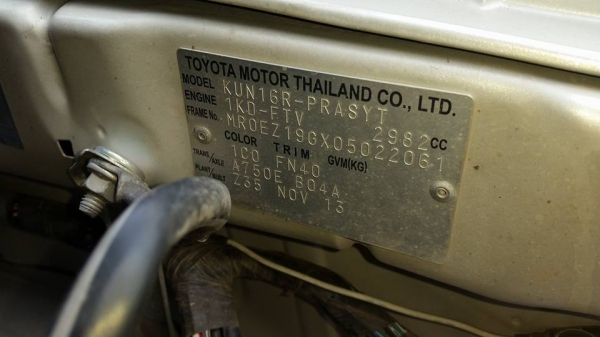 TOYOTA MOTOR THAILAND CO., LTD.
MODEL KUN16R-PRASYT
ENGINE 1KD-FTV 2982 CC
FRAME No. MR0EZ19GX05022061
COLOR TRIM GVM(KG)
1C0 FN40
TRANS/AXLE A750E B04A
PLANT/BUILT Z35 NOV 13